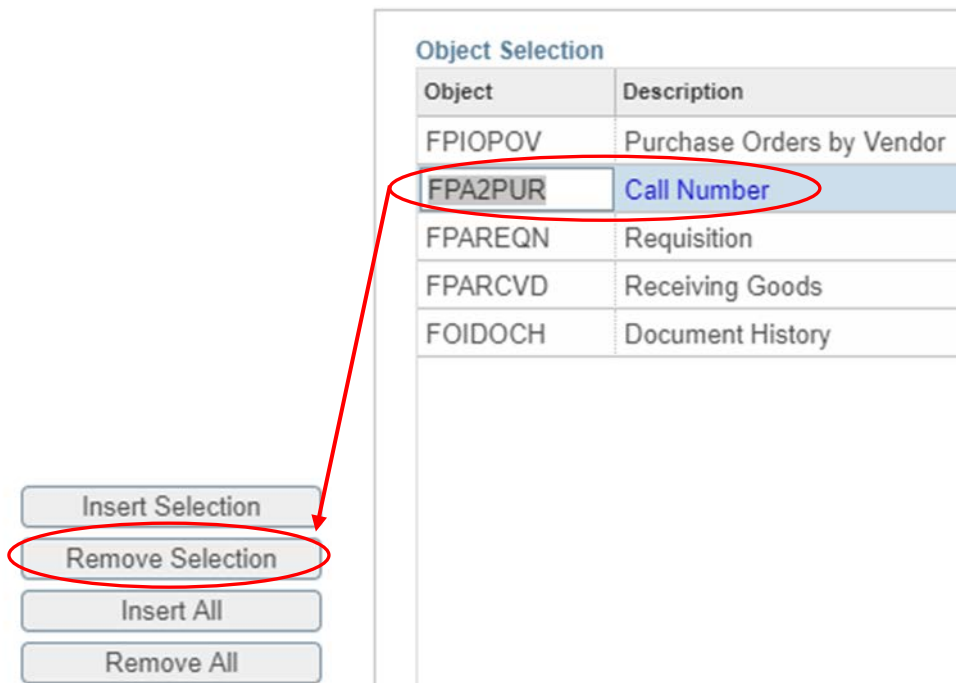 Object Selection
Object Description
FPIOPOV Purchase Orders by Vendor
FPA2PUR Call Number
FPAREQN Requisition
FPARCVD Receiving Goods
FOIDOCH Document History
Insert Selection
Remove Selection
Insert All
Remove All